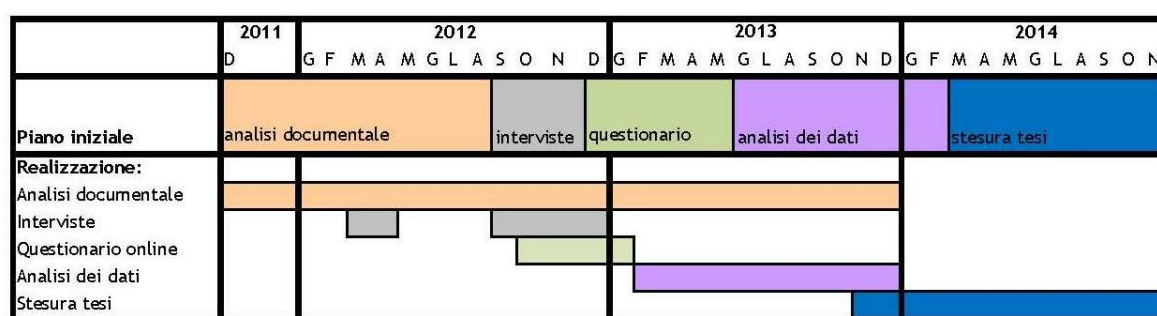 2011 2012 2013 2014
D G F M A M G L A S O N D G F M A M G L A S O N D G F M A M G L A S O N
Piano iniziale analisi documentale interviste questionario analisi dei dati stesura tesi
Realizzazione:
Analisi documentale
Interviste
Questionario online
Analisi dei dati
Stesura tesi